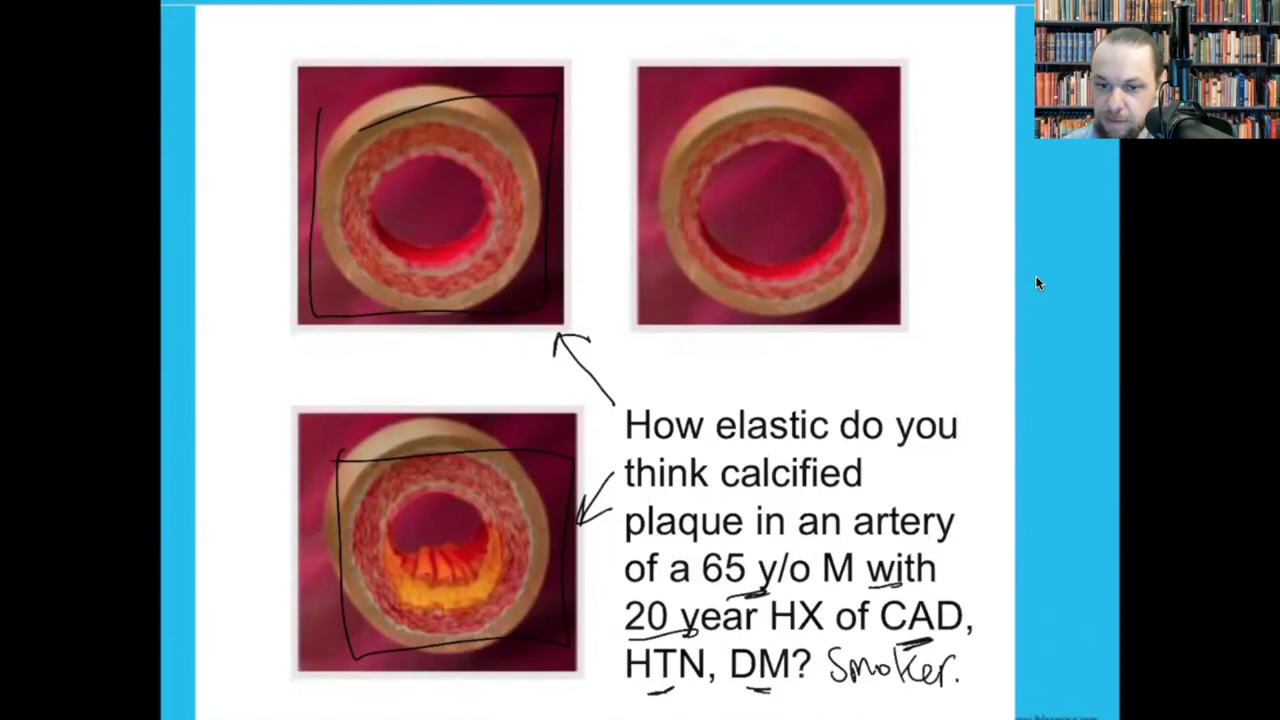 How elastic do you
think calcified
plaque in an artery
of a 65 y/o M with
20 year HX of CAD,
HTN, DM? Smoker.